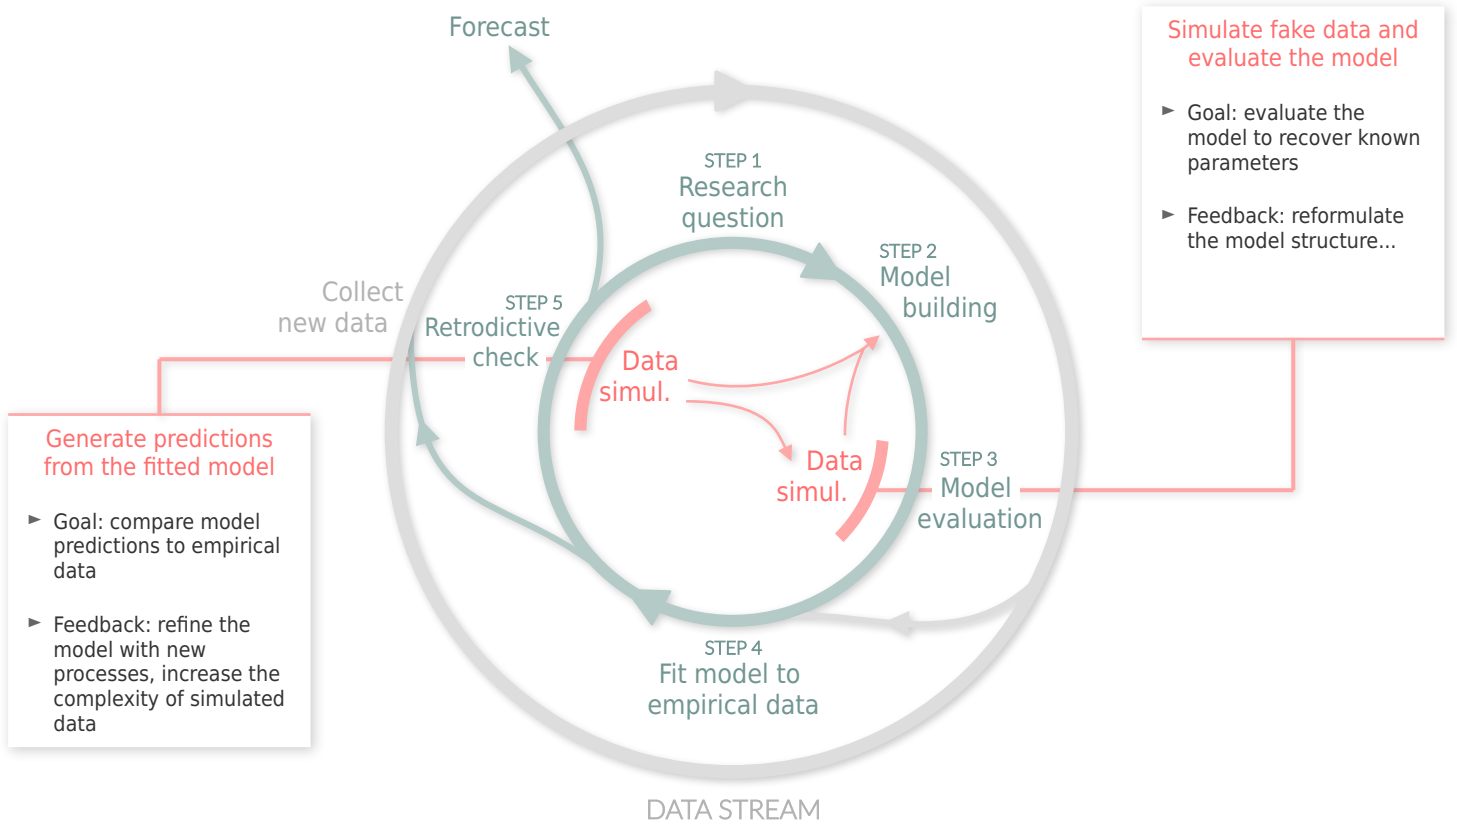 Forecast
Simulate fake data and
evaluate the model
► Goal: evaluate the
model to recover known
parameters
► Feedback: reformulate
the model structure...
STEP 1
Research
question
STEP 2
Model
building
Collect
new data
STEP 5
Retrodictive
check
Data
simul.
Data
simul.
STEP 3
Model
evaluation
Generate predictions
from the fitted model
► Goal: compare model
predictions to empirical
data
► Feedback: refine the
model with new
processes, increase the
complexity of simulated
data
STEP 4
Fit model to
empirical data
DATA STREAM